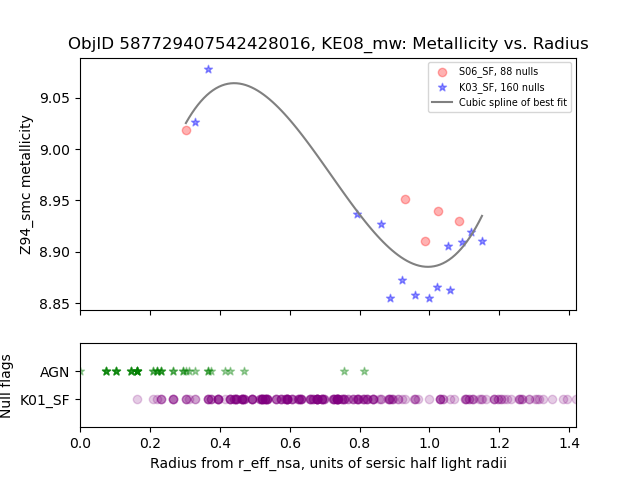 ObjID 587729407542428016, KE08_mw: Metallicity vs. Radius
S06_SF, 88 nulls
K03_SF, 160 nulls
Cubic spline of best fit
Z94_smc metallicity
9.05
9.00
8.95
8.90
8.85
Null flags
AGN
K01_SF
0.0 0.2 0.4 0.6 0.8 1.0 1.2 1.4
Radius from r_eff_nsa, units of sersic half light radii